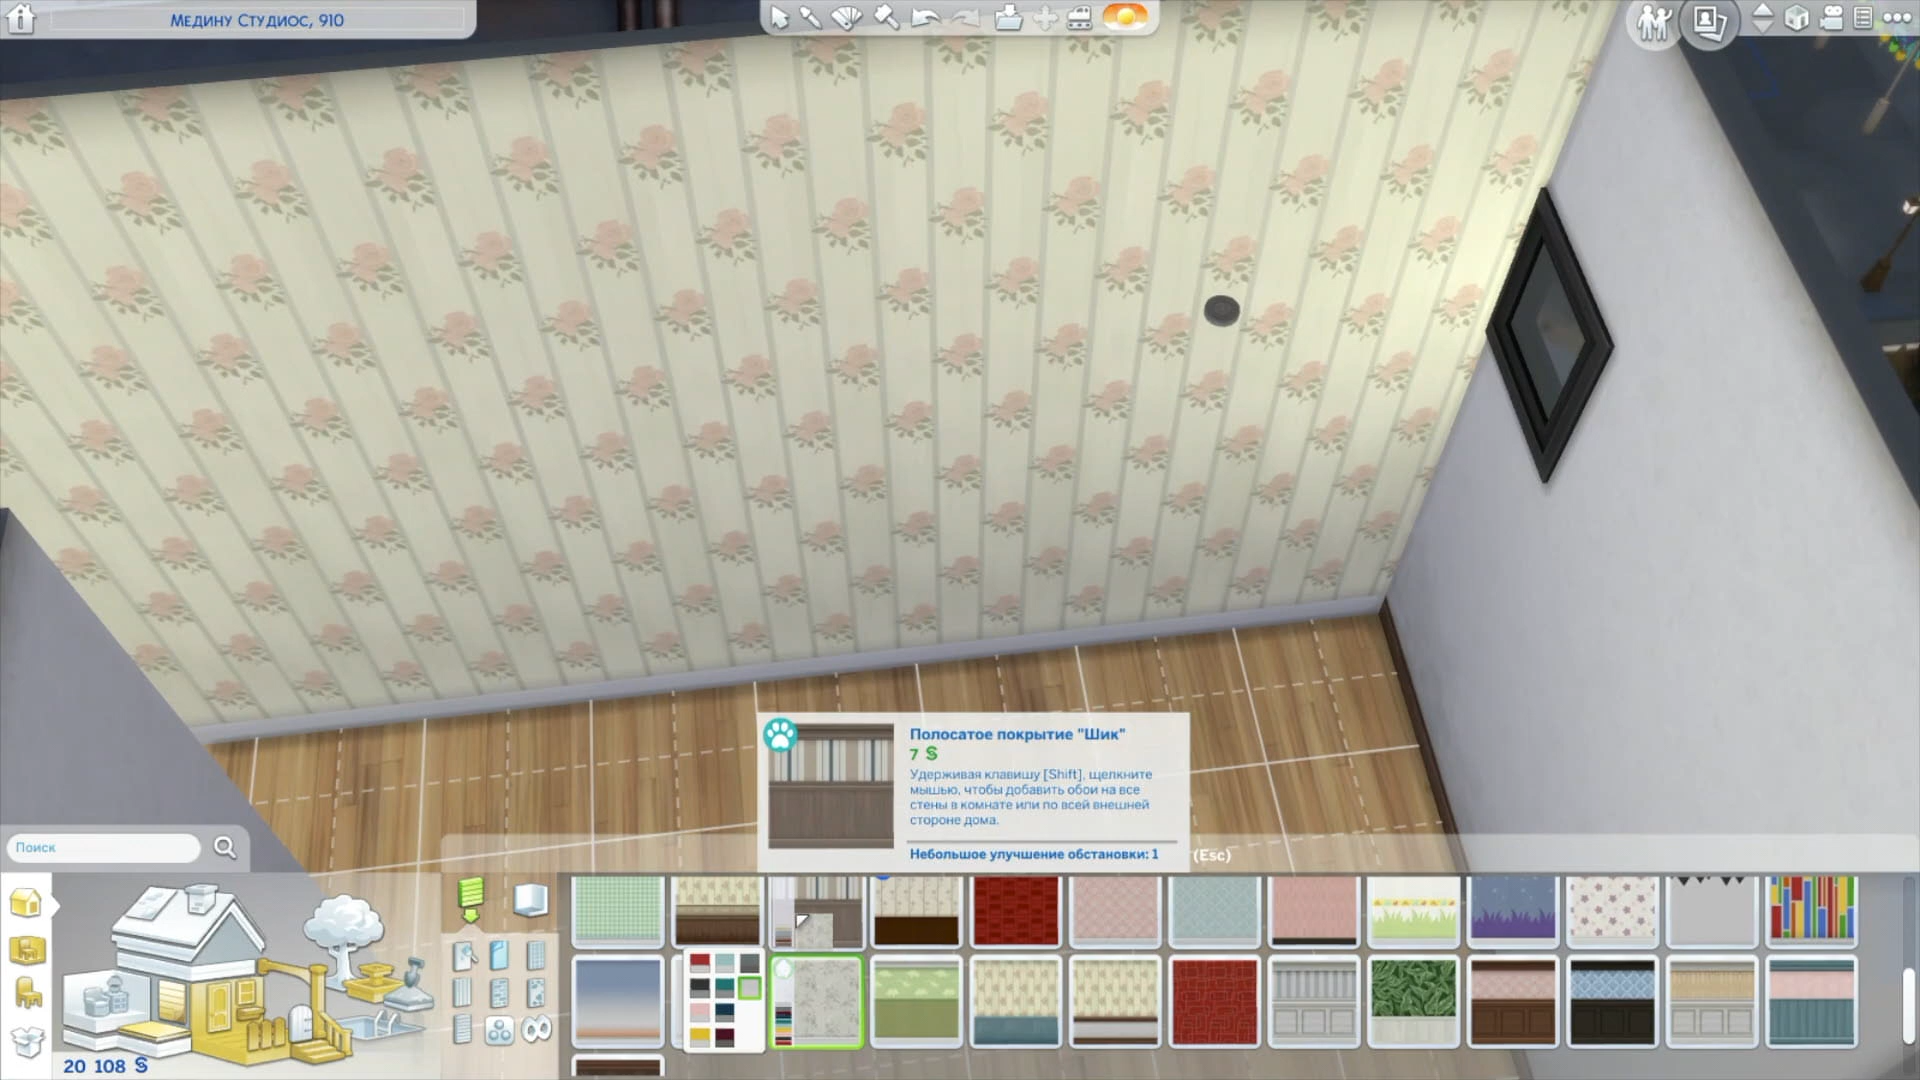 Медину Студиос, 910
Полосатое покрытие "Шик"
7 $
Удерживая клавишу [Shift], щелкните
мышью, чтобы добавить обои на все
стены в комнате или по всей внешней
стороне дома.
Небольшое улучшение обстановки: 1
(Esc)
Поиск
20 108 $